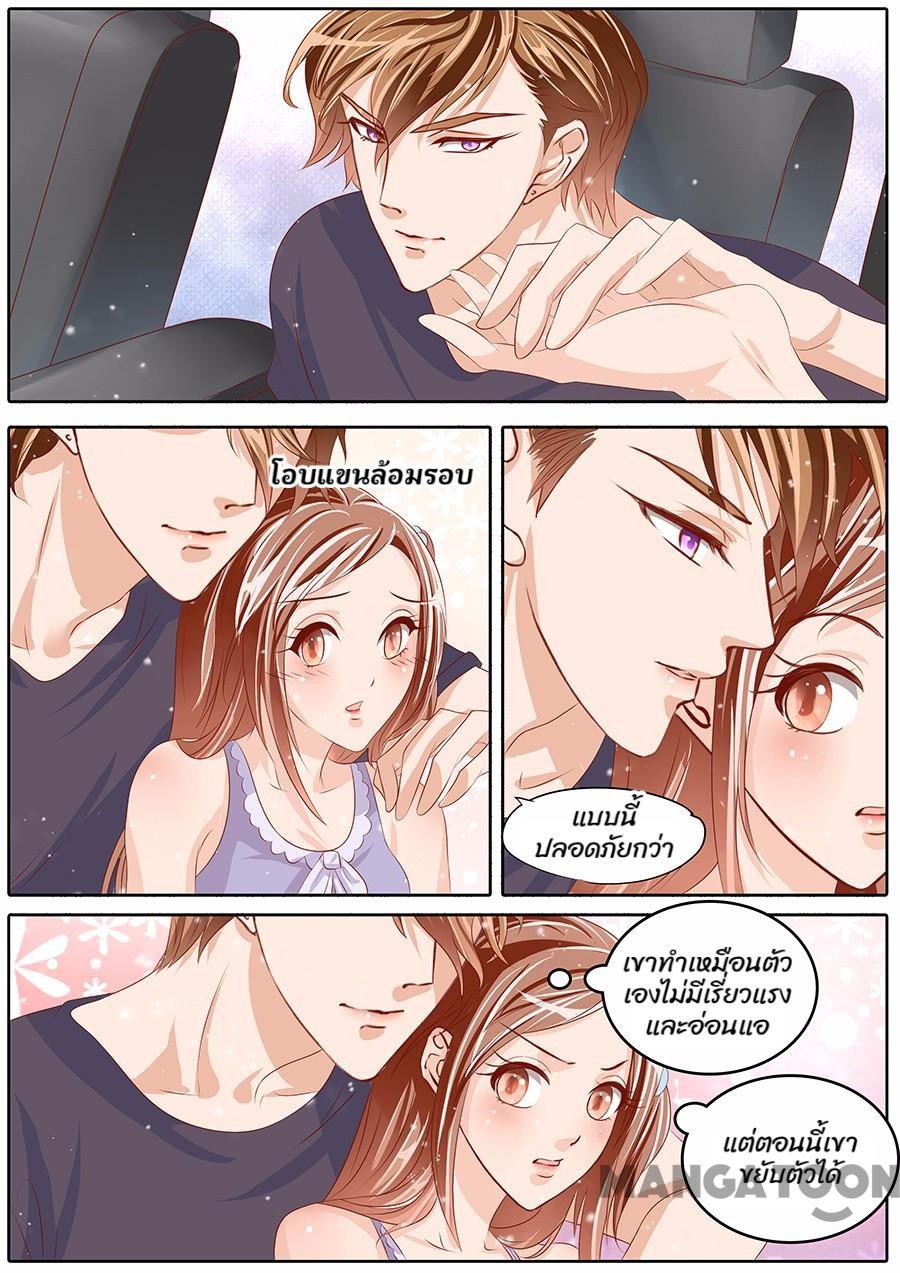 โอบแขนล้อมรอบ
แบบนี้
ปลอดภัยกว่า
เขาทำเหมือนตัว
เองไม่มีเรี่ยวแรง
และอ่อนแอ
แต่ตอนนี้เขา
ขยับตัวได้
MANGATOON